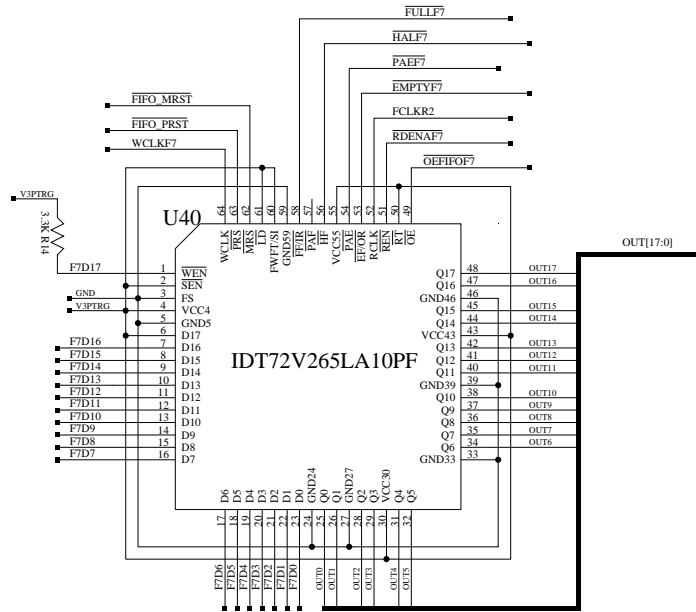 FULLF7
HALF7
PAEF7
EMPTYF7
FIFO_MRST
FCLKR2
FIFO_PRST
RDENAF7
WCLKF7
OEFIFOF7
V3PTRG
3.3K R14
U40
64 63 62 61 60 59 58 57 56 55 54 53 52 51 50 49
WCLK PRS MRS LD FWFT/SI GND59 FF/IR PAF HF VCC55 PAE EF/OR RCLK REN RT OE
OUT[17:0]
F7D17 1 WEN
2 SEN
GND 3 FS
V3PTRG 4 VCC4
5 GND5
6 D17
F7D16 7 D16
F7D15 8 D15
F7D14 9 D14
F7D13 10 D13
F7D12 11 D12
F7D11 12 D11
F7D10 13 D10
F7D9 14 D9
F7D8 15 D8
F7D7 16 D7
IDT72V265LA10PF
Q17 48 OUT17
Q16 47 OUT16
GND46 46
Q15 45 OUT15
Q14 44 OUT14
VCC43 43
Q13 42 OUT13
Q12 41 OUT12
Q11 40 OUT11
GND39 39
Q10 38 OUT10
Q9 37 OUT9
Q8 36 OUT8
Q7 35 OUT7
Q6 34 OUT6
GND33 33
D6 D5 D4 D3 D2 D1 D0 GND24 Q0 Q1 GND27 Q2 Q3 VCC30 Q4 Q5
17 18 19 20 21 22 23 24 25 26 27 28 29 30 31 32
F7D6 F7D5 F7D4 F7D3 F7D2 F7D1 F7D0 OUT0 OUT1 OUT2 OUT3 OUT4 OUT5